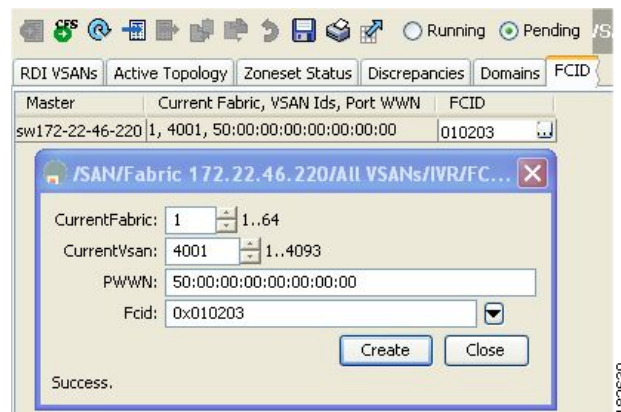 CFS Running Pending /S
RDI VSANs Active Topology Zoneset Status Discrepancies Domains FCID
Master Current Fabric, VSAN Ids, Port WWN FCID
sw172-22-46-220 1, 4001, 50:00:00:00:00:00:00:00 010203 ...
/SAN/Fabric 172.22.46.220/All VSANs/IVR/FC...
CurrentFabric: 1 1..64
CurrentVsan: 4001 1..4093
PWWN: 50:00:00:00:00:00:00:00
Fcid: 0x010203
Create Close
Success.